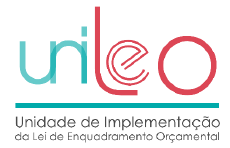 uniLeo
Unidade de Implementação
da Lei de Enquadramento Orçamental